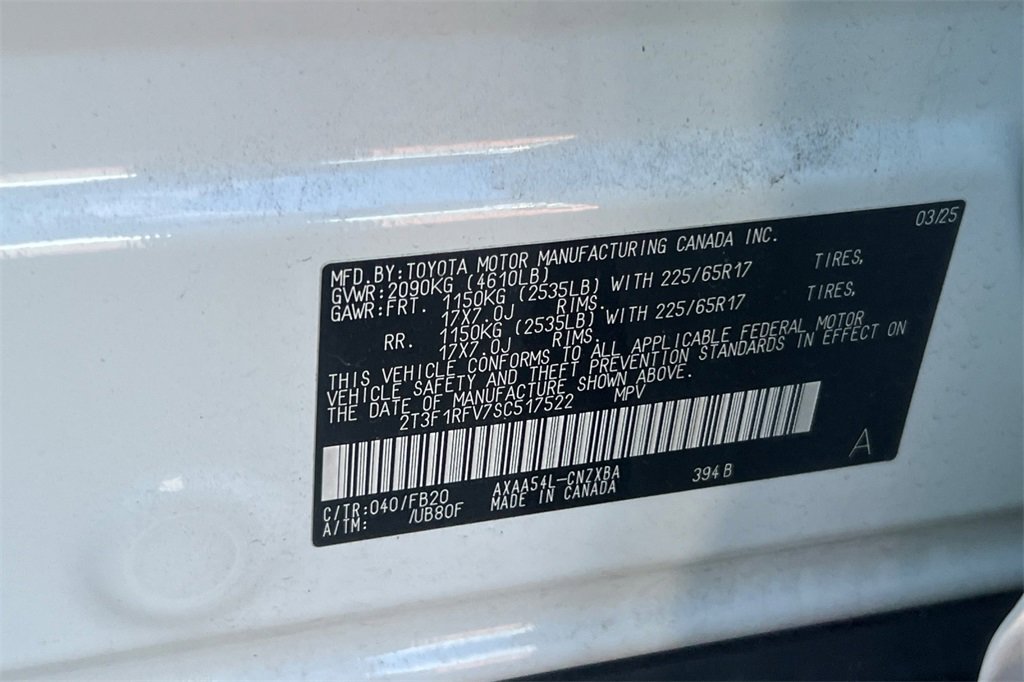 03/25
MFD.BY:TOYOTA MOTOR MANUFACTURING CANADA INC.
GVWR:2090KG (4610LB)
GAWR:FRT. 1150KG (2535LB) WITH 225/65R17 TIRES,
17X7.0J RIMS.
RR. 1150KG (2535LB) WITH 225/65R17 TIRES,
17X7.0J RIMS.
THIS VEHICLE CONFORMS TO ALL APPLICABLE FEDERAL MOTOR
VEHICLE SAFETY AND THEFT PREVENTION STANDARDS IN EFFECT ON
THE DATE OF MANUFACTURE SHOWN ABOVE.
2T3F1RFV7SC517522 MPV
A
C/TR:040/FB20 AXAA54L-CNZXBA 394B
A/TM: /UB80F MADE IN CANADA